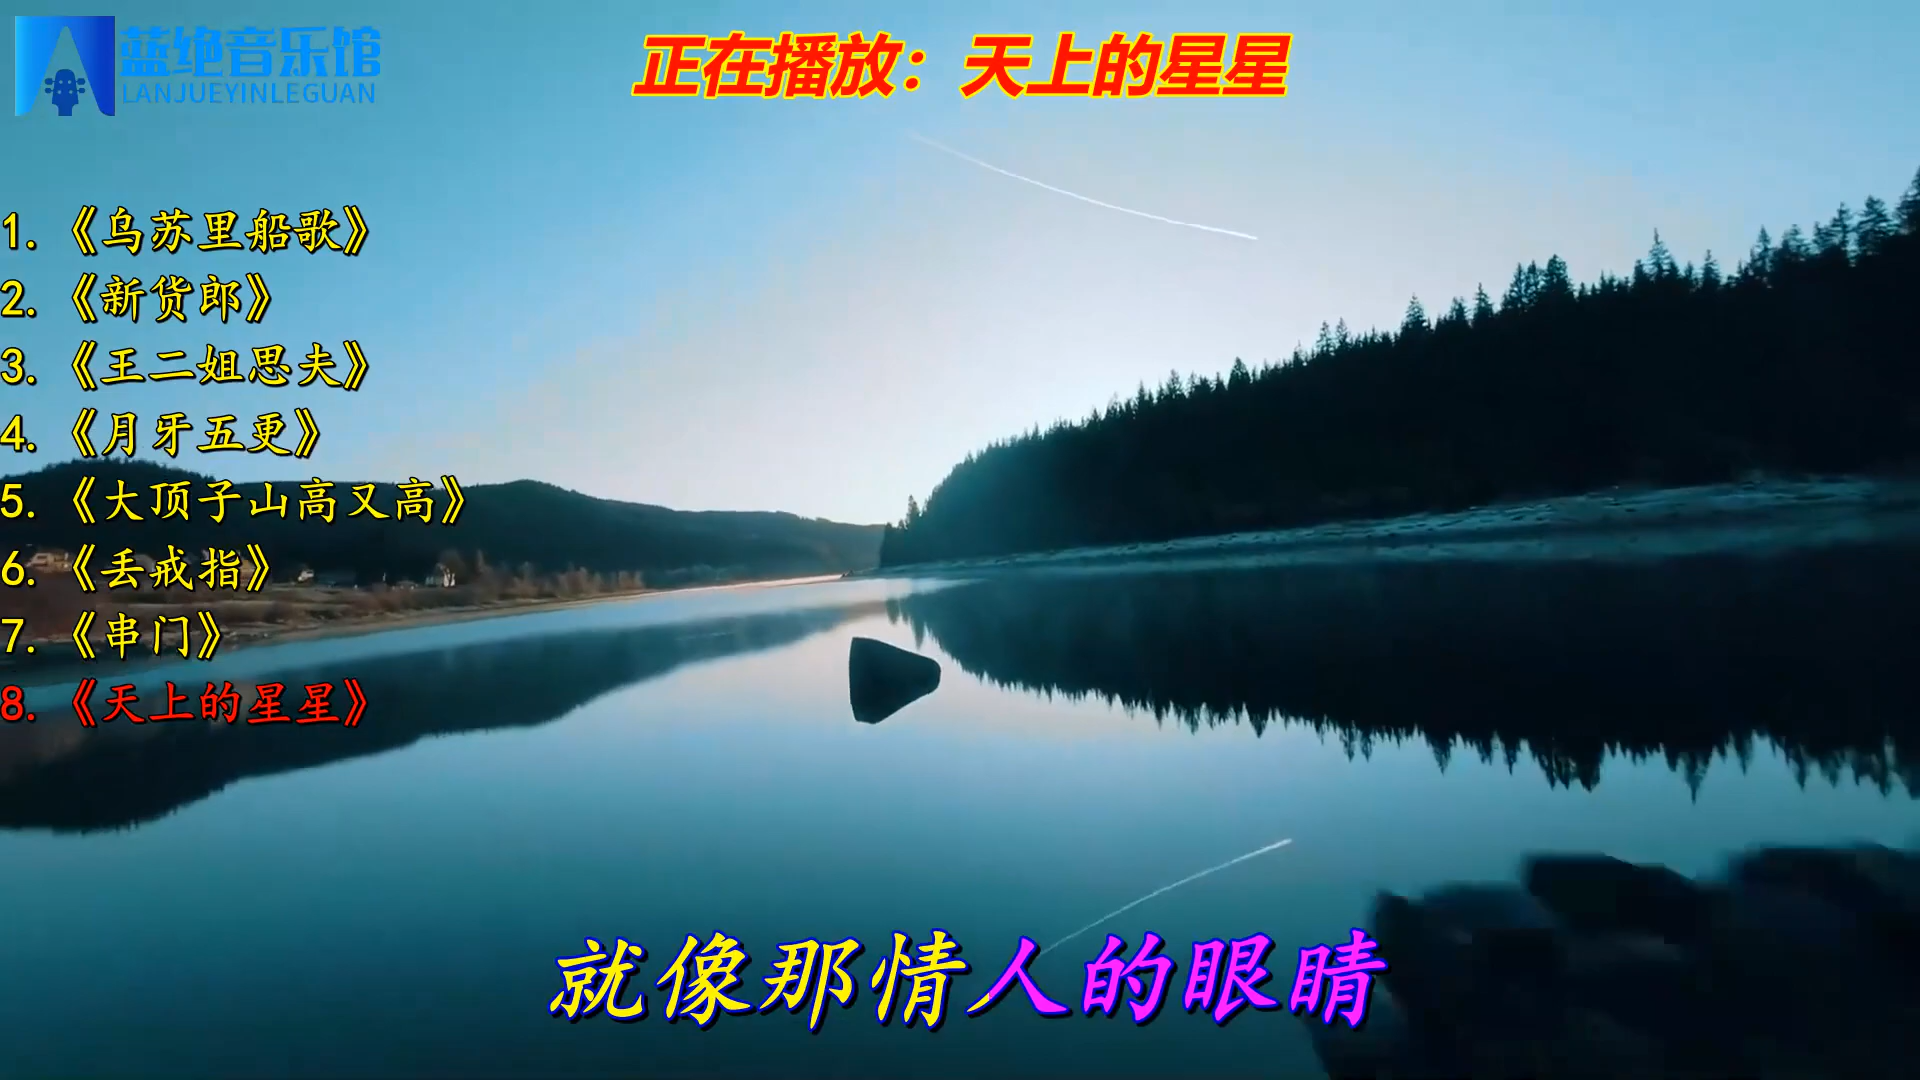 蓝绝音乐馆
LANJUEYINLEGUAN
正在播放：天上的星星
1.《乌苏里船歌》
2.《新货郎》
3.《王二姐思夫》
4.《月牙五更》
5.《大顶子山高又高》
6.《丢戒指》
7.《串门》
8.《天上的星星》
就像那情人的眼睛